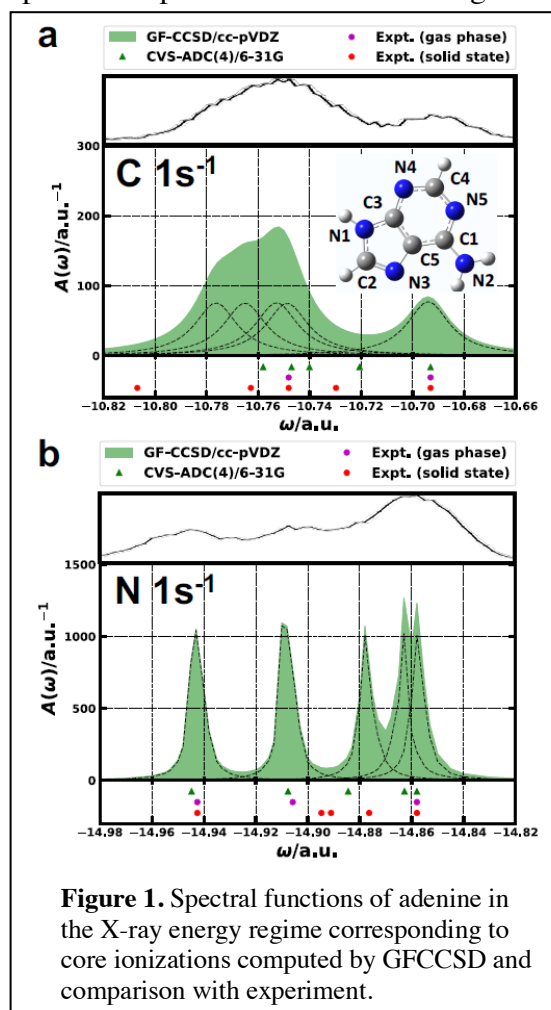 a
GF-CCSD/cc-pVDZ Expt. (gas phase)
CVS-ADC(4)/6-31G Expt. (solid state)
300
C 1s⁻¹
N4
C4
C3
N5
200
N1
C1
C5
C2
N3
N2
100
0
A(ω)/a.u.⁻¹
−10.82 −10.80 −10.78 −10.76 −10.74 −10.72 −10.70 −10.68 −10.66
ω/a.u.
b
GF-CCSD/cc-pVDZ Expt. (gas phase)
CVS-ADC(4)/6-31G Expt. (solid state)
1500
N 1s⁻¹
1000
500
0
A(ω)/a.u.⁻¹
−14.98 −14.96 −14.94 −14.92 −14.90 −14.88 −14.86 −14.84 −14.82
ω/a.u.
Figure 1. Spectral functions of adenine in
the X-ray energy regime corresponding to
core ionizations computed by GFCCSD and
comparison with experiment.